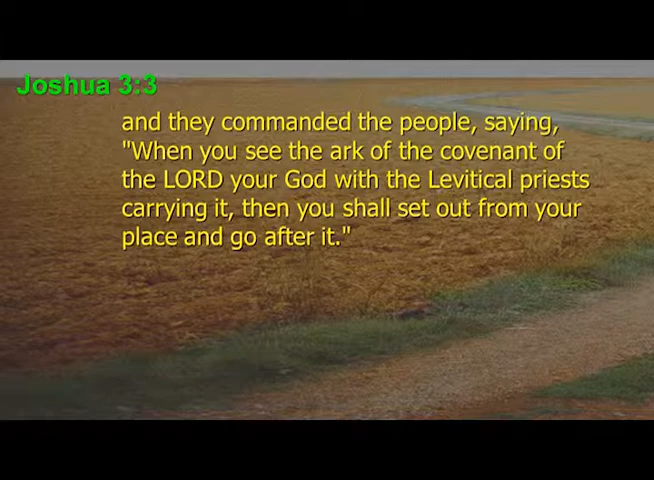 Joshua 3:3
and they commanded the people, saying,
"When you see the ark of the covenant of
the LORD your God with the Levitical priests
carrying it, then you shall set out from your
place and go after it."